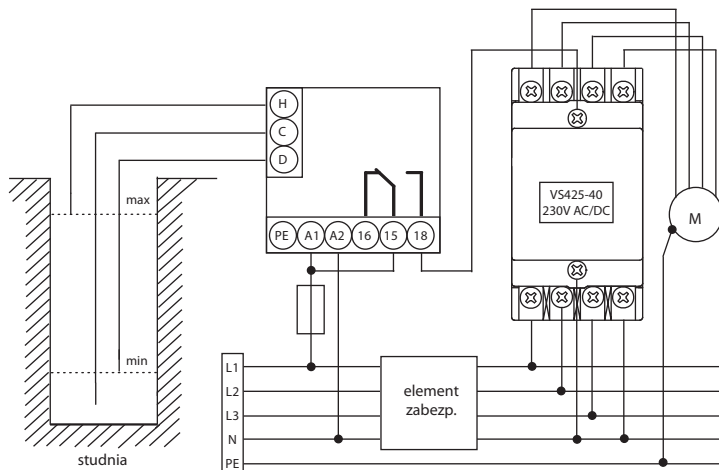 H
C
D
PE A1 A2 16 15 18
VS425-40
230V AC/DC
M
max
min
studnia
L1
L2
L3
N
PE
element
zabezp.